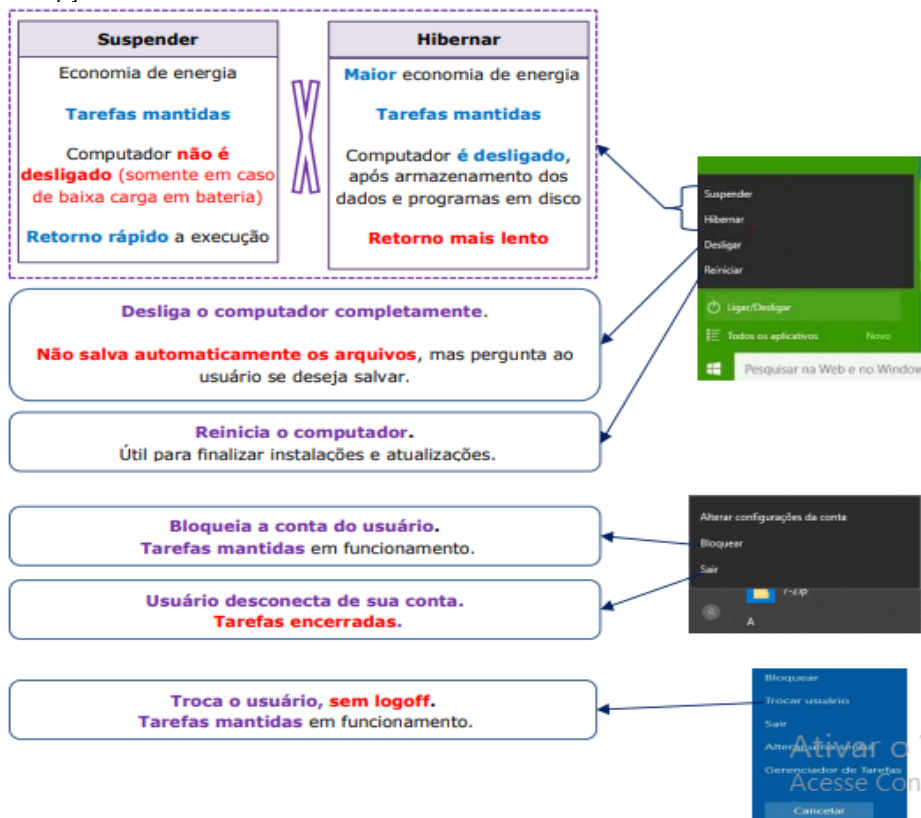 Suspender
Hibernar
Economia de energia
Tarefas mantidas
Computador não é
desligado (somente em caso
de baixa carga em bateria)
Retorno rápido a execução
X
Maior economia de energia
Tarefas mantidas
Computador é desligado,
após armazenamento dos
dados e programas em disco
Retorno mais lento
Suspender
Hibernar
Desligar
Reiniciar
Ligar/Desligar
Todos os aplicativos Novo
Pesquisar na Web e no Window
Desliga o computador completamente.
Não salva automaticamente os arquivos, mas pergunta ao
usuário se deseja salvar.
Reinicia o computador.
Útil para finalizar instalações e atualizações.
Bloqueia a conta do usuário.
Tarefas mantidas em funcionamento.
Usuário desconecta de sua conta.
Tarefas encerradas.
Alterar configurações da conta
Bloquear
Sair
7-Zip
A
Troca o usuário, sem logoff.
Tarefas mantidas em funcionamento.
Bloquear
Trocar usuário
Sair
Alterar uma senha
Gerenciador de Tarefas
Cancelar
Ativar o
Acesse Con